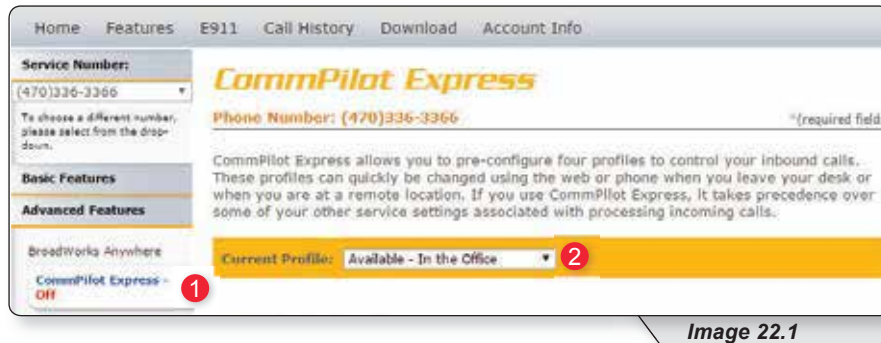 Home Features E911 Call History Download Account Info
Service Number:
(470)336-3366
To choose a different number,
please select from the drop-
down.
Basic Features
Advanced Features
BroadWorks Anywhere
CommPilot Express -
Off
1
CommPilot Express
Phone Number: (470)336-3366
*(required field
CommPilot Express allows you to pre-configure four profiles to control your inbound calls.
These profiles can quickly be changed using the web or phone when you leave your desk or
when you are at a remote location. If you use CommPilot Express, it takes precedence over
some of your other service settings associated with processing incoming calls.
Current Profile: Available - In the Office 2
Image 22.1